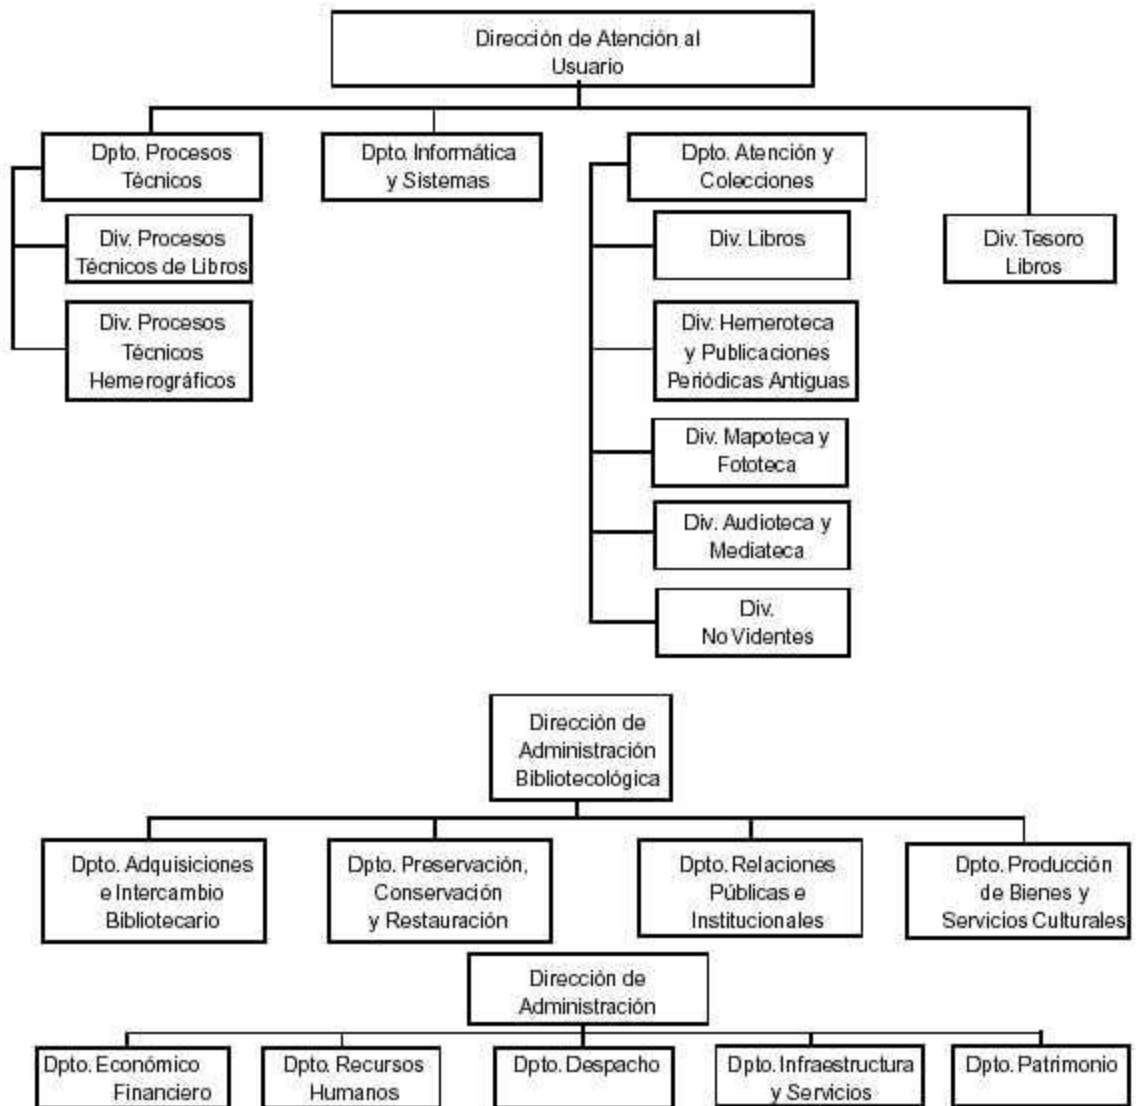 Dirección de Atención al
Usuario
Dpto. Procesos
Técnicos
Dpto. Informática
y Sistemas
Dpto. Atención y
Colecciones
Div. Procesos
Técnicos de Libros
Div. Libros
Div. Tesoro
Libros
Div. Procesos
Técnicos
Hemerográficos
Div. Hemeroteca
y Publicaciones
Periódicas Antiguas
Div. Mapoteca y
Fototeca
Div. Audioteca y
Mediateca
Div.
No Videntes
Dirección de
Administración
Bibliotecológica
Dpto. Adquisiciones
e Intercambio
Bibliotecario
Dpto. Preservación,
Conservación
y Restauración
Dpto. Relaciones
Públicas e
Institucionales
Dpto. Producción
de Bienes y
Servicios Culturales
Dirección de
Administración
Dpto. Económico
Financiero
Dpto. Recursos
Humanos
Dpto. Despacho
Dpto. Infraestructura
y Servicios
Dpto. Patrimonio